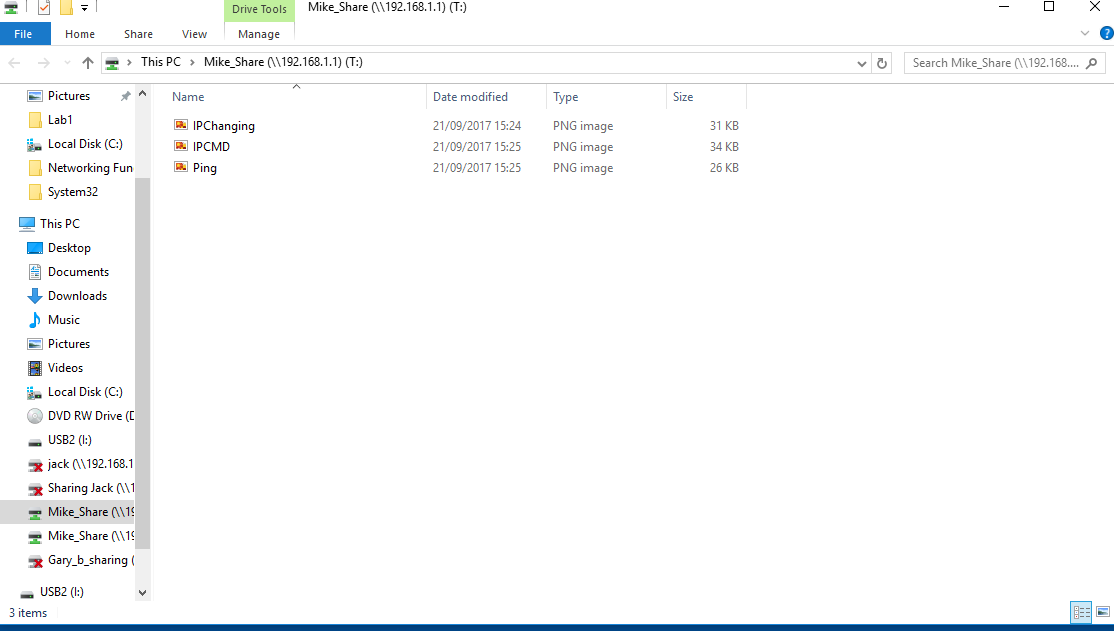 Drive Tools
Mike_Share (\\192.168.1.1) (T:)
File Home Share View Manage
This PC Mike_Share (\\192.168.1.1) (T:)
Search Mike_Share (\\192.168....
Pictures
Lab1
Local Disk (C:)
Networking Fun
System32
This PC
Desktop
Documents
Downloads
Music
Pictures
Videos
Local Disk (C:)
DVD RW Drive (D
USB2 (I:)
jack (\\192.168.1
Sharing Jack (\\1
Mike_Share (\\19
Mike_Share (\\19
Gary_b_sharing (
USB2 (I:)
Name Date modified Type Size
IPChanging 21/09/2017 15:24 PNG image 31 KB
IPCMD 21/09/2017 15:25 PNG image 34 KB
Ping 21/09/2017 15:25 PNG image 26 KB
3 items